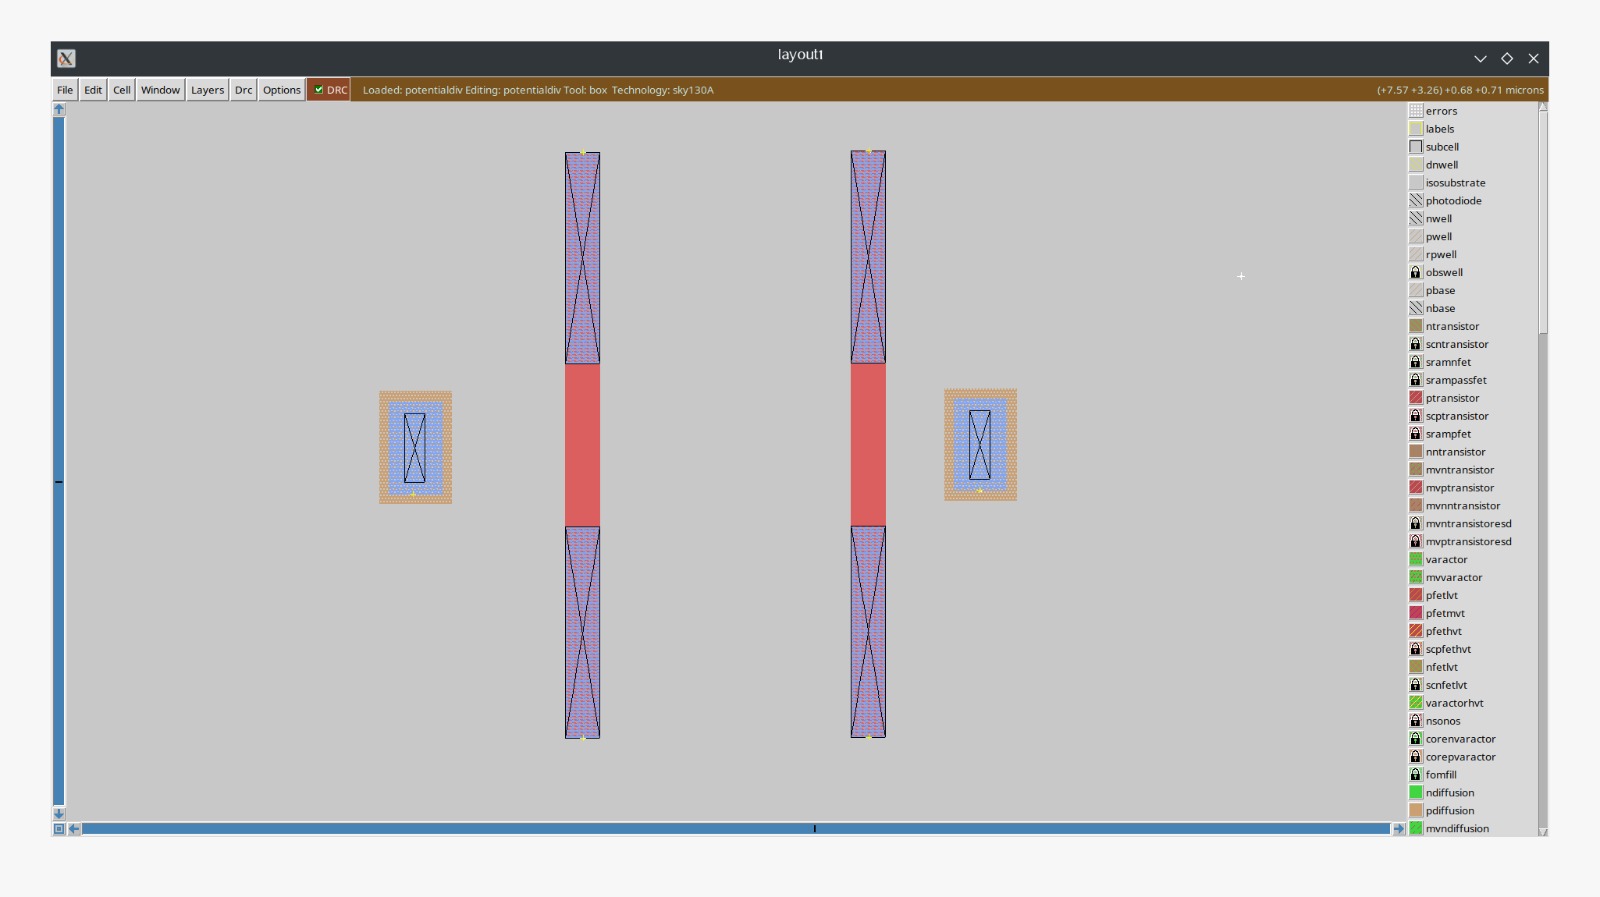 layout1
File Edit Cell Window Layers Drc Options DRC Loaded: potentialdiv Editing: potentialdiv Tool: box Technology: sky130A (+7.57 +3.26) +0.68 +0.71 microns
errors
labels
subcell
dnwell
isosubstrate
photodiode
nwell
pwell
rpwell
obswell
pbase
nbase
ntransistor
scntransistor
sramnfet
srampassfet
ptransistor
scptransistor
srampfet
nntransistor
mvntransistor
mvptransistor
mvnntransistor
mvntransistoresd
mvptransistoresd
varactor
mvvaractor
pfetlvt
pfetmvt
pfethvt
scpfethvt
nfetlvt
scnfetlvt
varactorhvt
nsonos
corenvaractor
corepvaractor
fomfill
ndiffusion
pdiffusion
mvndiffusion